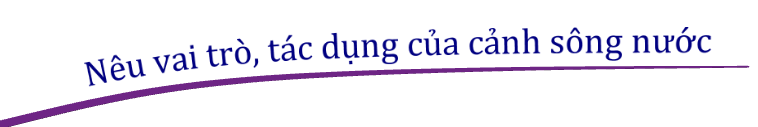 Nêu vai trò, tác dụng của cảnh sông nước